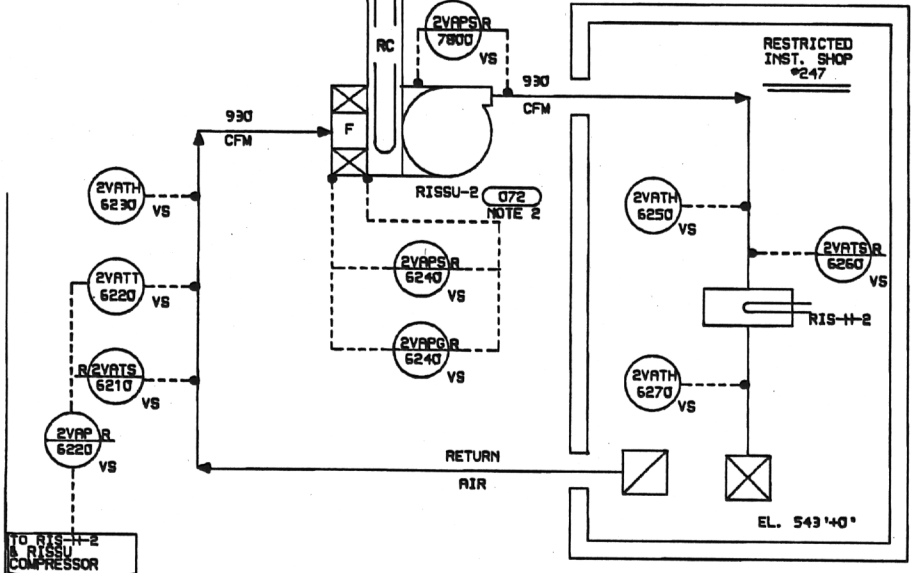 2VAPS R
7800
VS
RC
RESTRICTED
INST. SHOP
#247
930
CFM
930
CFM
F
RISSU-2
072
NOTE 2
2VATH
6230
VS
2VATH
6250
VS
2VATT
6220
VS
2VAPS R
6240
VS
2VATS R
6260
VS
RIS-H-2
2VAPG R
6240
VS
R 2VATS
6210
VS
2VATH
6270
VS
2VAP R
6220
VS
RETURN
AIR
EL. 543'+0"
TO RIS-H-2
& RISSU
COMPRESSOR